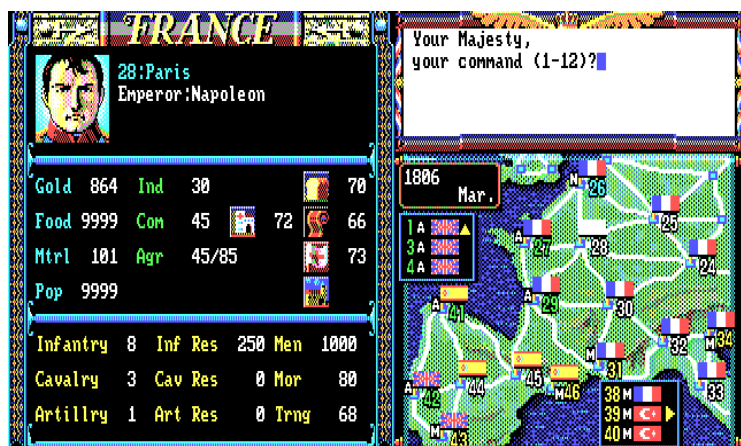 FRANCE
28:Paris
Emperor:Napoleon
Gold 864 Ind 30 70
Food 9999 Com 45 72 66
Mtrl 101 Agr 45/85 73
Pop 9999
Infantry 8 Inf Res 250 Men 1000
Cavalry 3 Cav Res 0 Mor 80
Artillry 1 Art Res 0 Trng 68
Your Majesty,
your command (1-12)?
1806
Mar.
1 A
3 A
4 A
N 26
25
A 27
28
24
A 29
30
A 41
32
M 34
M 31
33
45
M 46
44
A 42
M 43
38 M
39 M
40 M